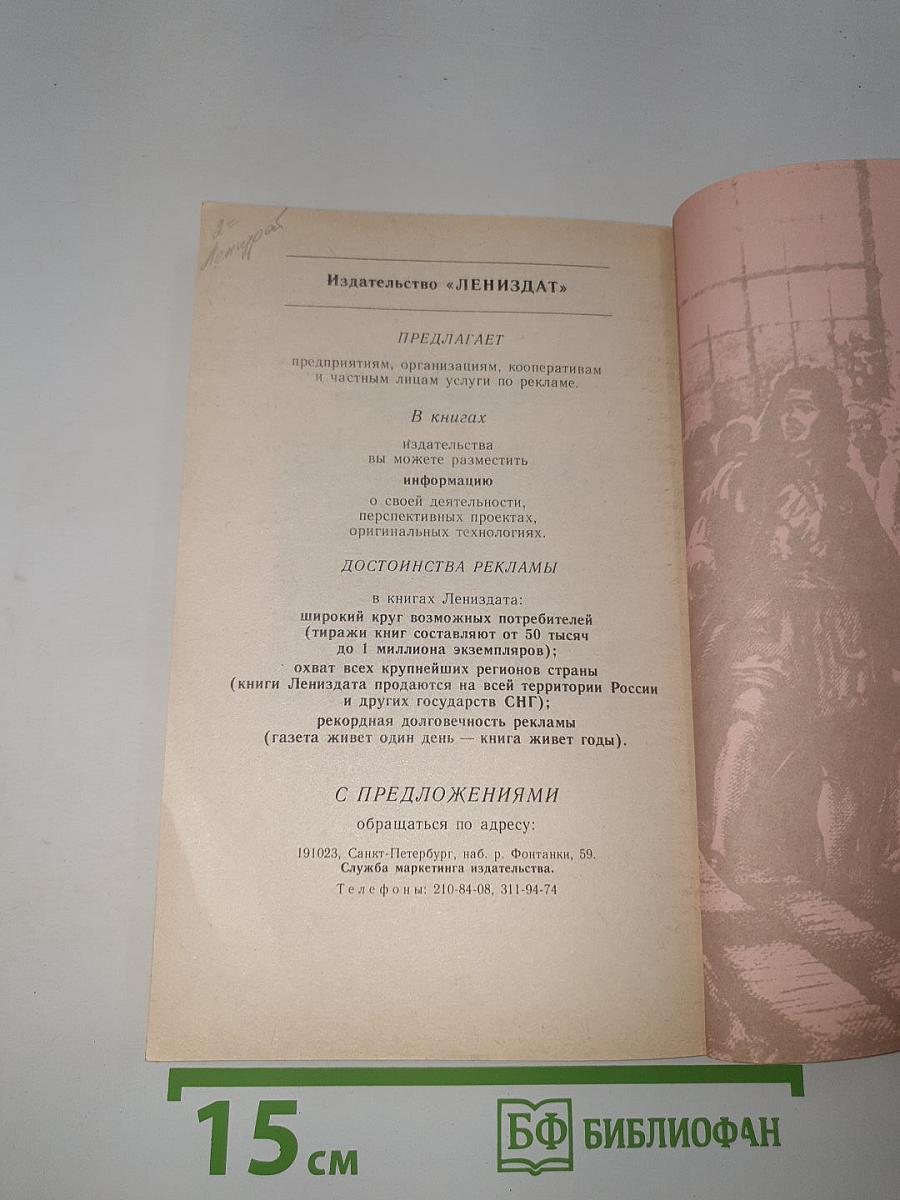 2=
Издательство «ЛЕНИЗДАТ»
ПРЕДЛАГАЕТ
предприятиям, организациям, кооперативам
и частным лицам услуги по рекламе.
В книгах
издательства
вы можете разместить
информацию
о своей деятельности,
перспективных проектах,
оригинальных технологиях.
ДОСТОИНСТВА РЕКЛАМЫ
в книгах Лениздата:
широкий круг возможных потребителей
(тиражи книг составляют от 50 тысяч
до 1 миллиона экземпляров);
охват всех крупнейших регионов страны
(книги Лениздата продаются на всей территории России
и других государств СНГ);
рекордная долговечность рекламы
(газета живет один день — книга живет годы).
С ПРЕДЛОЖЕНИЯМИ
обращаться по адресу:
191023, Санкт-Петербург, наб. р. Фонтанки, 59.
Служба маркетинга издательства.
Телефоны: 210-84-08, 311-94-74
15 см
БФ БИБЛИОФАН